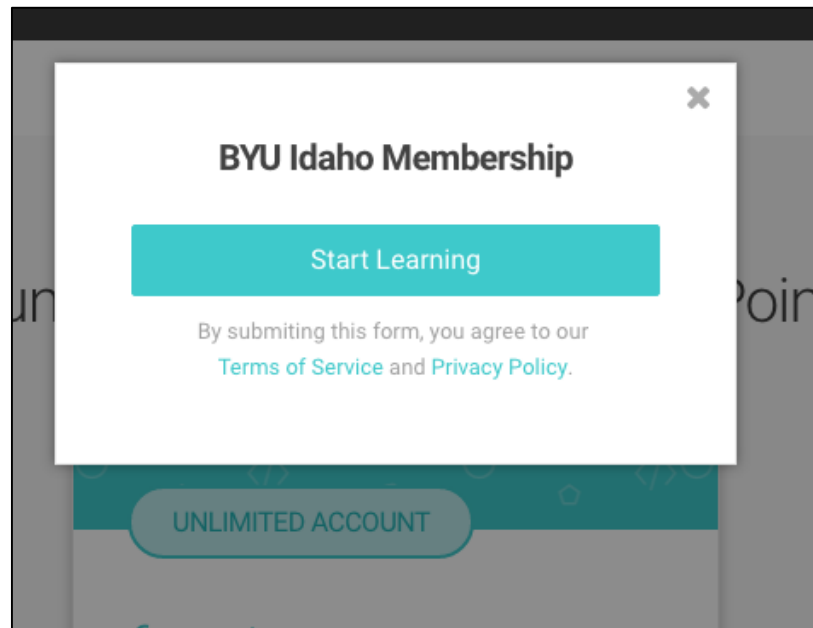 BYU Idaho Membership
Start Learning
By submiting this form, you agree to our
Terms of Service and Privacy Policy.
UNLIMITED ACCOUNT